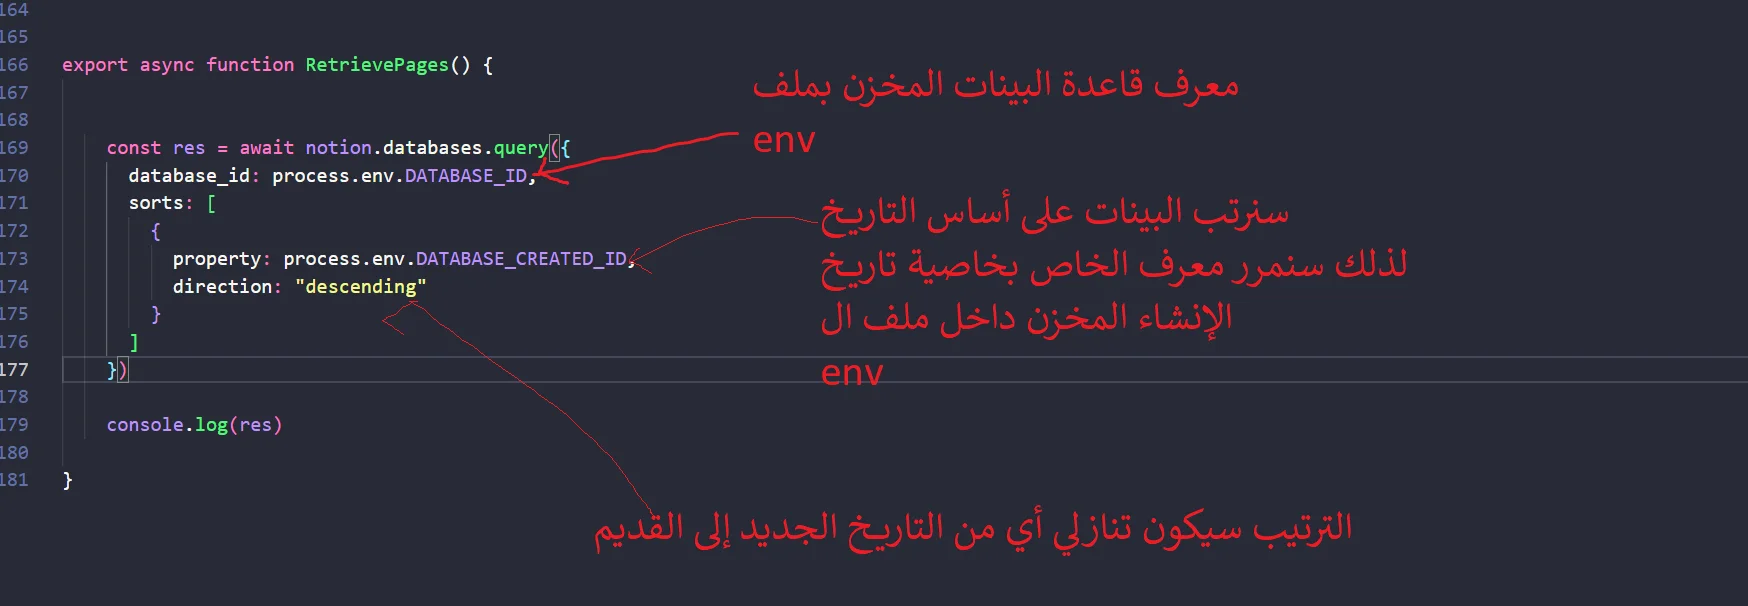 164
165
166 export async function RetrievePages() {
167
معرف قاعدة البينات المخزن بملف
env
168
169 const res = await notion.databases.query({
170 database_id: process.env.DATABASE_ID,
171 sorts: [
سنرتب البينات على أساس التاريخ
لذلك سنمرر معرف الخاص بخاصية تاريخ
الإنشاء المخزن داخل ملف ال
env
172 {
173 property: process.env.DATABASE_CREATED_ID,
174 direction: "descending"
175 }
176 ]
177 })
178
179 console.log(res)
180
181 }
الترتيب سيكون تنازلي أي من التاريخ الجديد إلى القديم